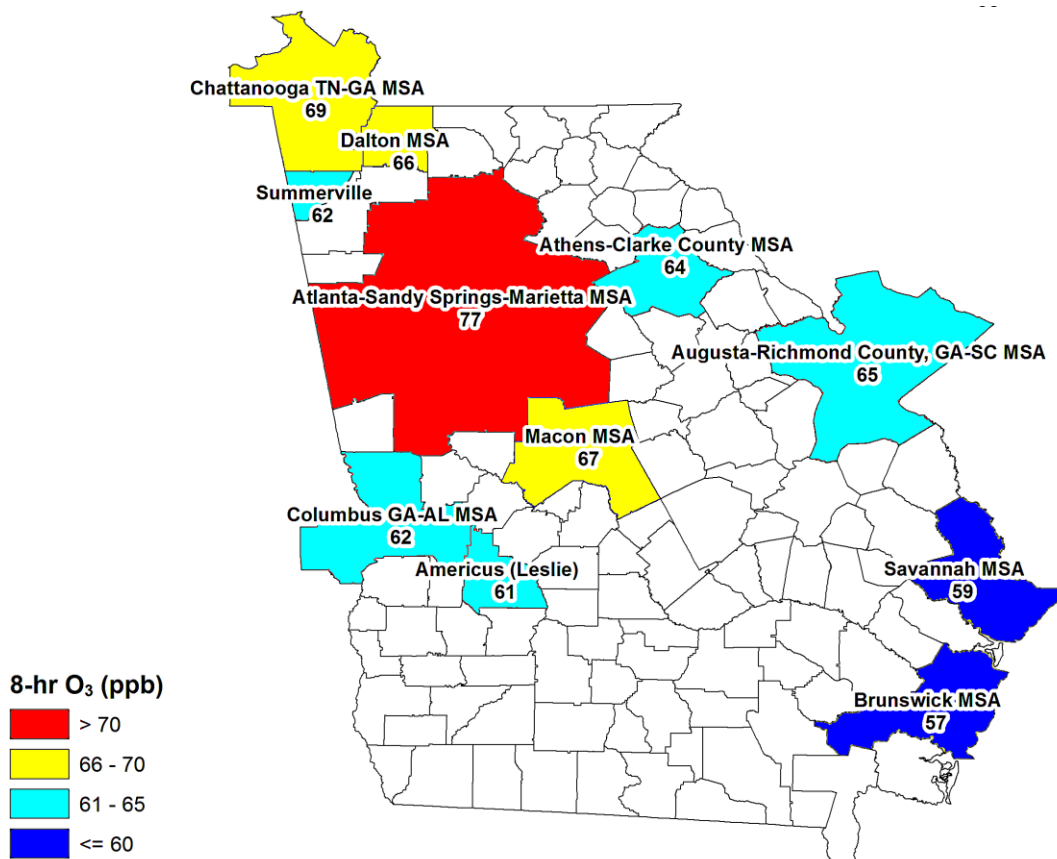 Chattanooga TN-GA MSA
69
Dalton MSA
66
Summerville
62
Athens-Clarke County MSA
64
Atlanta-Sandy Springs-Marietta MSA
77
Augusta-Richmond County, GA-SC MSA
65
Macon MSA
67
Columbus GA-AL MSA
62
Americus (Leslie)
61
Savannah MSA
59
Brunswick MSA
57
8-hr O₃ (ppb)
> 70
66 - 70
61 - 65
<= 60